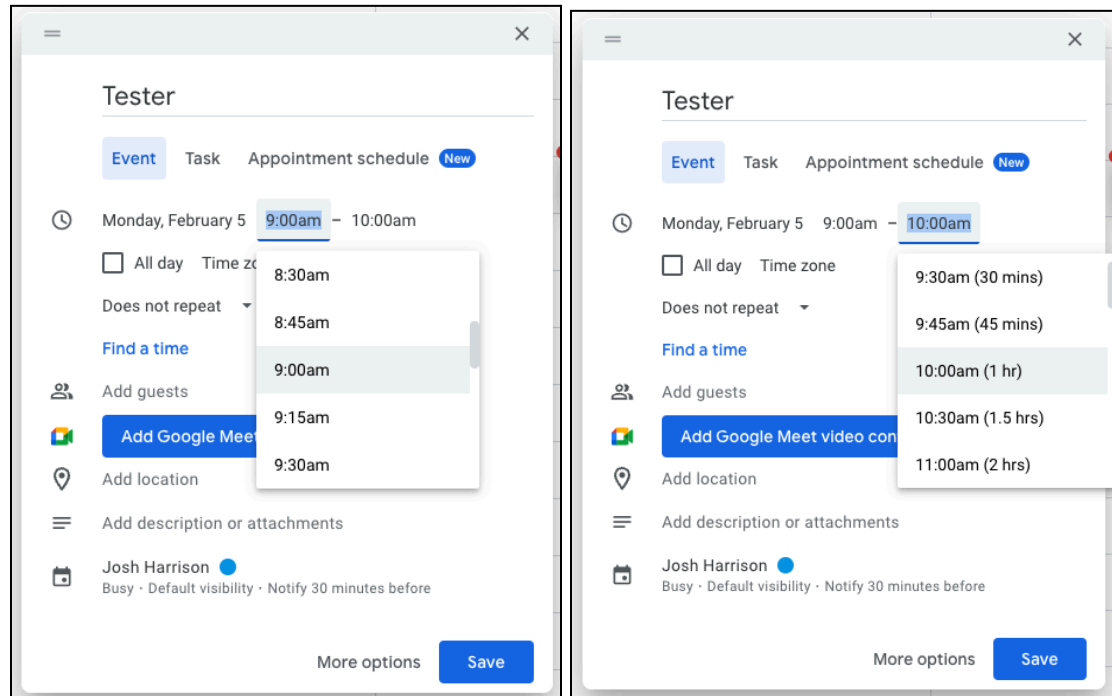 Tester
Event Task Appointment schedule New
Monday, February 5 9:00am – 10:00am
All day Time zo
8:30am
Does not repeat
8:45am
Find a time
9:00am
Add guests
9:15am
Add Google Meet
9:30am
Add location
Add description or attachments
Josh Harrison
Busy · Default visibility · Notify 30 minutes before
More options Save
Tester
Event Task Appointment schedule New
Monday, February 5 9:00am – 10:00am
All day Time zone
9:30am (30 mins)
Does not repeat
9:45am (45 mins)
Find a time
10:00am (1 hr)
Add guests
10:30am (1.5 hrs)
Add Google Meet video con
11:00am (2 hrs)
Add location
Add description or attachments
Josh Harrison
Busy · Default visibility · Notify 30 minutes before
More options Save